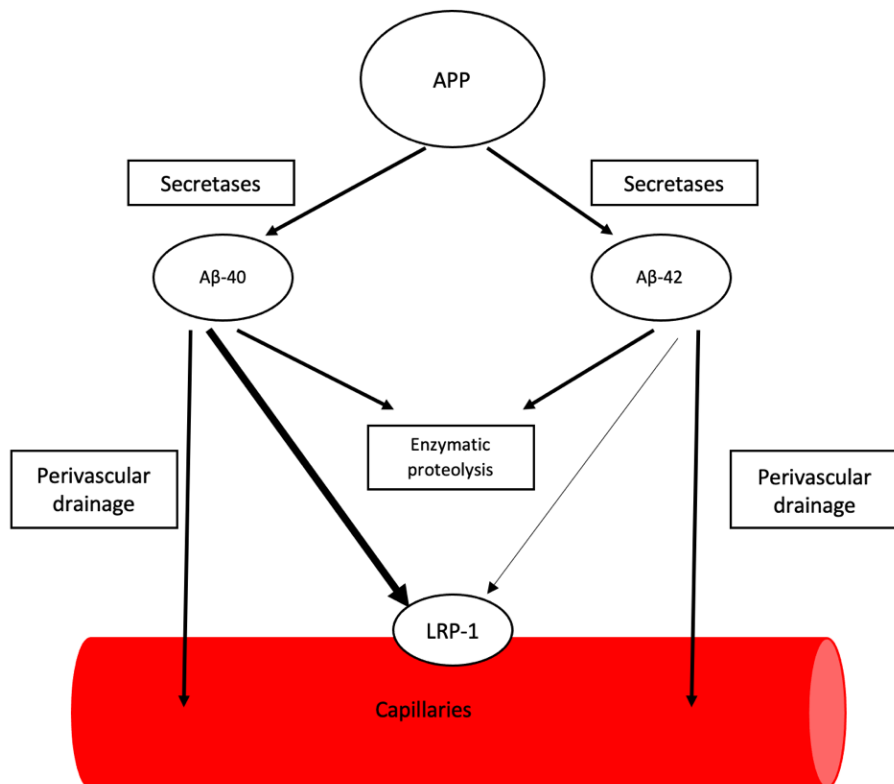 APP
Secretases
Secretases
Aβ-40
Aβ-42
Enzymatic
proteolysis
Perivascular
drainage
Perivascular
drainage
LRP-1
Capillaries